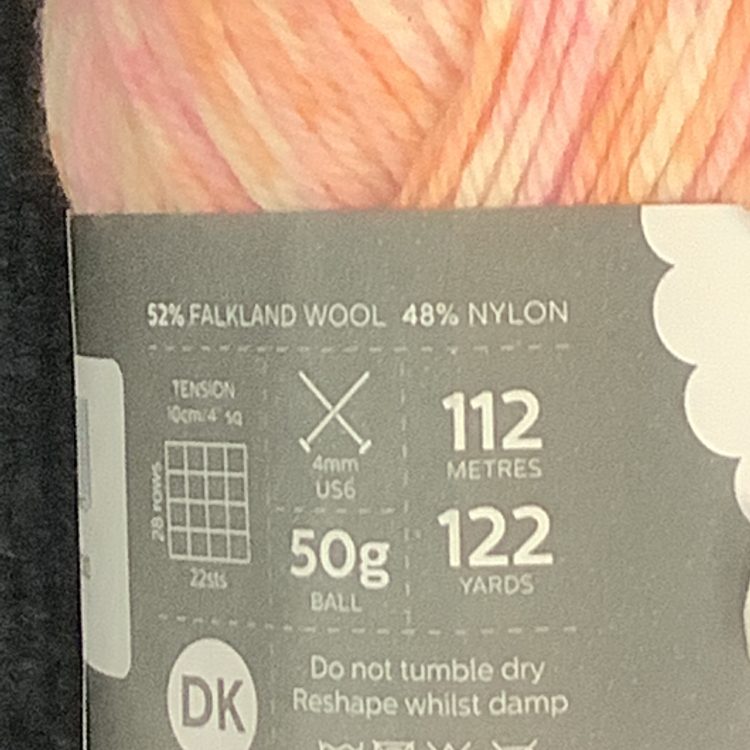 52% FALKLAND WOOL 48% NYLON
TENSION
10cm/4" sq
28 rows
22sts
4mm
US6
50g
BALL
112
METRES
122
YARDS
DK
Do not tumble dry
Reshape whilst damp